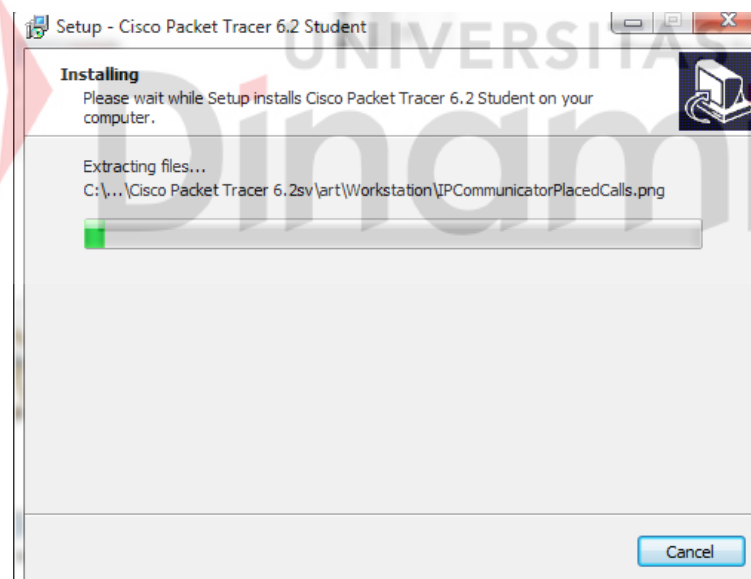 Setup - Cisco Packet Tracer 6.2 Student
UNIVERSITAS
Installing
Please wait while Setup installs Cisco Packet Tracer 6.2 Student on your
computer.
Extracting files...
C:\...\Cisco Packet Tracer 6.2sv\art\Workstation\IPCommunicatorPlacedCalls.png
Cancel